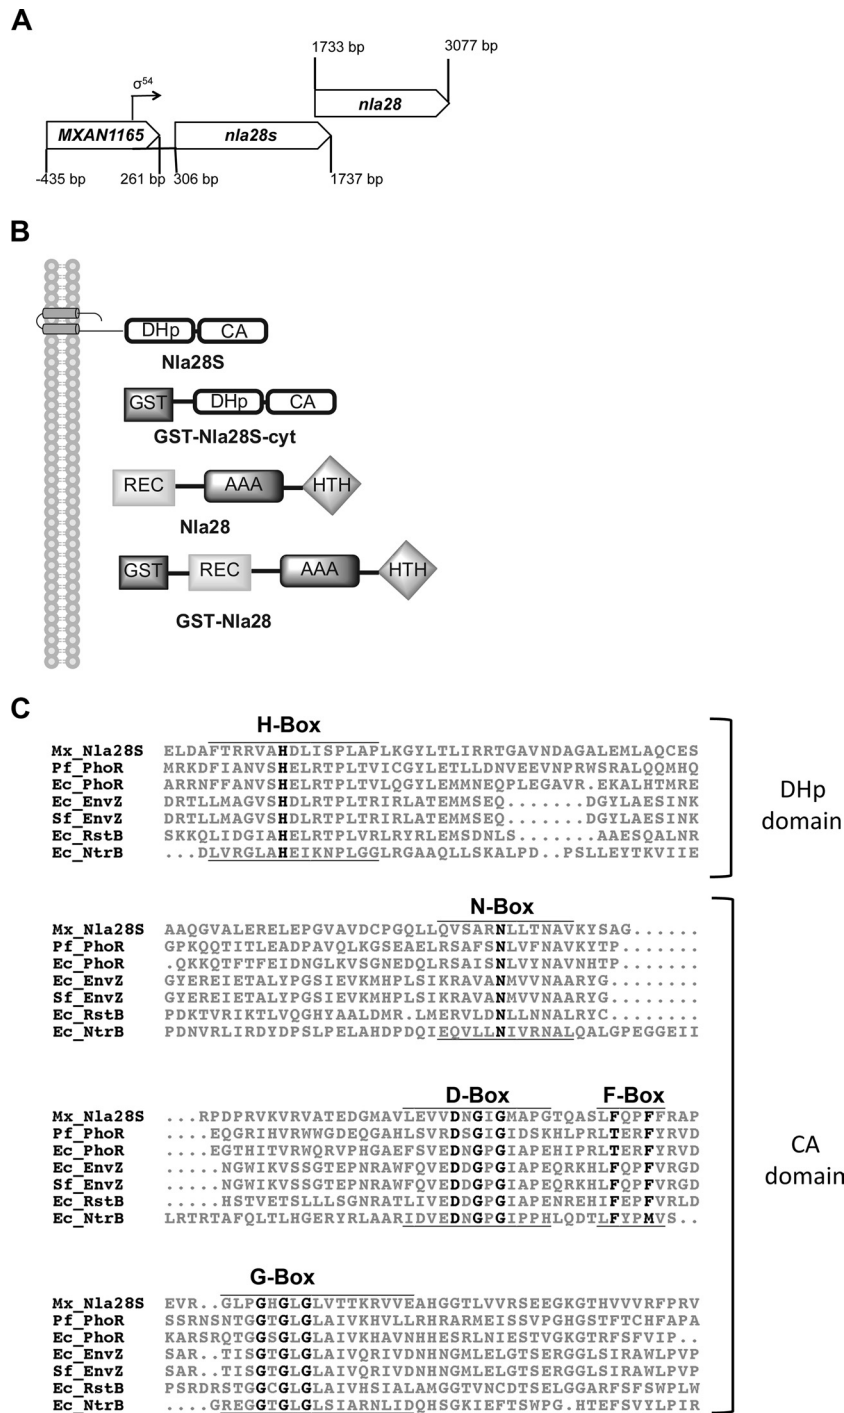 A
1733 bp
3077 bp
σ54
nla28
MXAN1165
nla28s
-435 bp
261 bp
306 bp
1737 bp
B
DHp
CA
Nla28S
GST
DHp
CA
GST-Nla28S-cyt
REC
AAA
HTH
Nla28
GST
REC
AAA
HTH
GST-Nla28
C
H-Box
Mx_Nla28S ELDAFTRRVAHDLISPLAPLKGYLTLIRRTGAVNDAGALEMLAQCES
Pf_PhoR MRKDFIANVSHELRTPLTVICGYLETLLDNVEEVNPRWSRALQQMHQ
Ec_PhoR ARRNFFANVSHELRTPLTVLQGYLEMMNEQPLEGAVR.EKALHTMRE
Ec_EnvZ DRTLLMAGVSHDLRTPLTRIRLATEMMSEQ.......DGYLAESINK
Sf_EnvZ DRTLLMAGVSHDLRTPLTRIRLATEMMSEQ.......DGYLAESINK
Ec_RstB SKKQLIDGIAHELRTPLVRLRYRLEMSDNLS.......AAESQALNR
Ec_NtrB ...DLVRGLAHEIKNPLGGLRGAAQLLSKALPD..PSLLEYTKVIIE
DHp
domain
N-Box
Mx_Nla28S AAQGVALERELEPGVAVDCPGQLLQVSARNLLTNAVKYSAG......
Pf_PhoR GPKQQTITLEADPAVQLKGSEAELRSAFSNLVFNAVKYTP.......
Ec_PhoR .QKKQTFTFEIDNGLKVSGNEDQLRSAISNLVYNAVNHTP.......
Ec_EnvZ GYEREIETALYPGSIEVKMHPLSIKRAVANMVVNAARYG........
Sf_EnvZ GYEREIETALYPGSIEVKMHPLSIKRAVANMVVNAARYG........
Ec_RstB PDKTVRIKTLVQGHYAALDMR.LMERVLDNLLNNALRYC........
Ec_NtrB PDNVRLIRDYDPSLPELAHDPDQIEQVLLNIVRNALQALGPEGGEII
D-Box
F-Box
Mx_Nla28S ...RPDPRVKVRVATEDGMAVLEVVDNGIGMAPGTQASLFQPFFRAP
Pf_PhoR ....EQGRIHVRWWGDEQGAHLSVRDSGIGIDSKHLPRLTERFYRVD
Ec_PhoR ....EGTHITVRWQRVPHGAEFSVEDNGPGIAPEHIPRLTERFYRVD
Ec_EnvZ .....NGWIKVSSGTEPNRAWFQVEDDGPGIAPEQRKHLFQPFVRGD
Sf_EnvZ .....NGWIKVSSGTEPNRAWFQVEDDGPGIAPEQRKHLFQPFVRGD
Ec_RstB .....HSTVETSLLLSGNRATLIVEDDGPGIAPENREHIFEPFVRLD
Ec_NtrB LRTRTAFQLTLHGERYRLAARIDVEDNGPGIPPHLQDTLFYPMVS..
CA
domain
G-Box
Mx_Nla28S EVR..GLPGHGLGLVTTKRVVEAHGGTLVVRSEEGKGTHVVVRFPRV
Pf_PhoR SSRNSNTGGTGLGLAIVKHVLLRHRARMEISSVPGHGSTFTCHFAPA
Ec_PhoR KARSRQTGGSGLGLAIVKHAVNHHESRLNIESTVGKGTRFSFVIP..
Ec_EnvZ SAR..TISGTGLGLAIVQRIVDNHNGMLELGTSERGGLSIRAWLPVP
Sf_EnvZ SAR..TISGTGLGLAIVQRIVDNHNGMLELGTSERGGLSIRAWLPVP
Ec_RstB PSRDRSTGGCGLGLAIVHSIALAMGGTVNCDTSELGGARFSFSWPLW
Ec_NtrB ....GREGGTGLGLSIARNLIDQHSGKIEFTSWPG.HTEFSVYLPIR